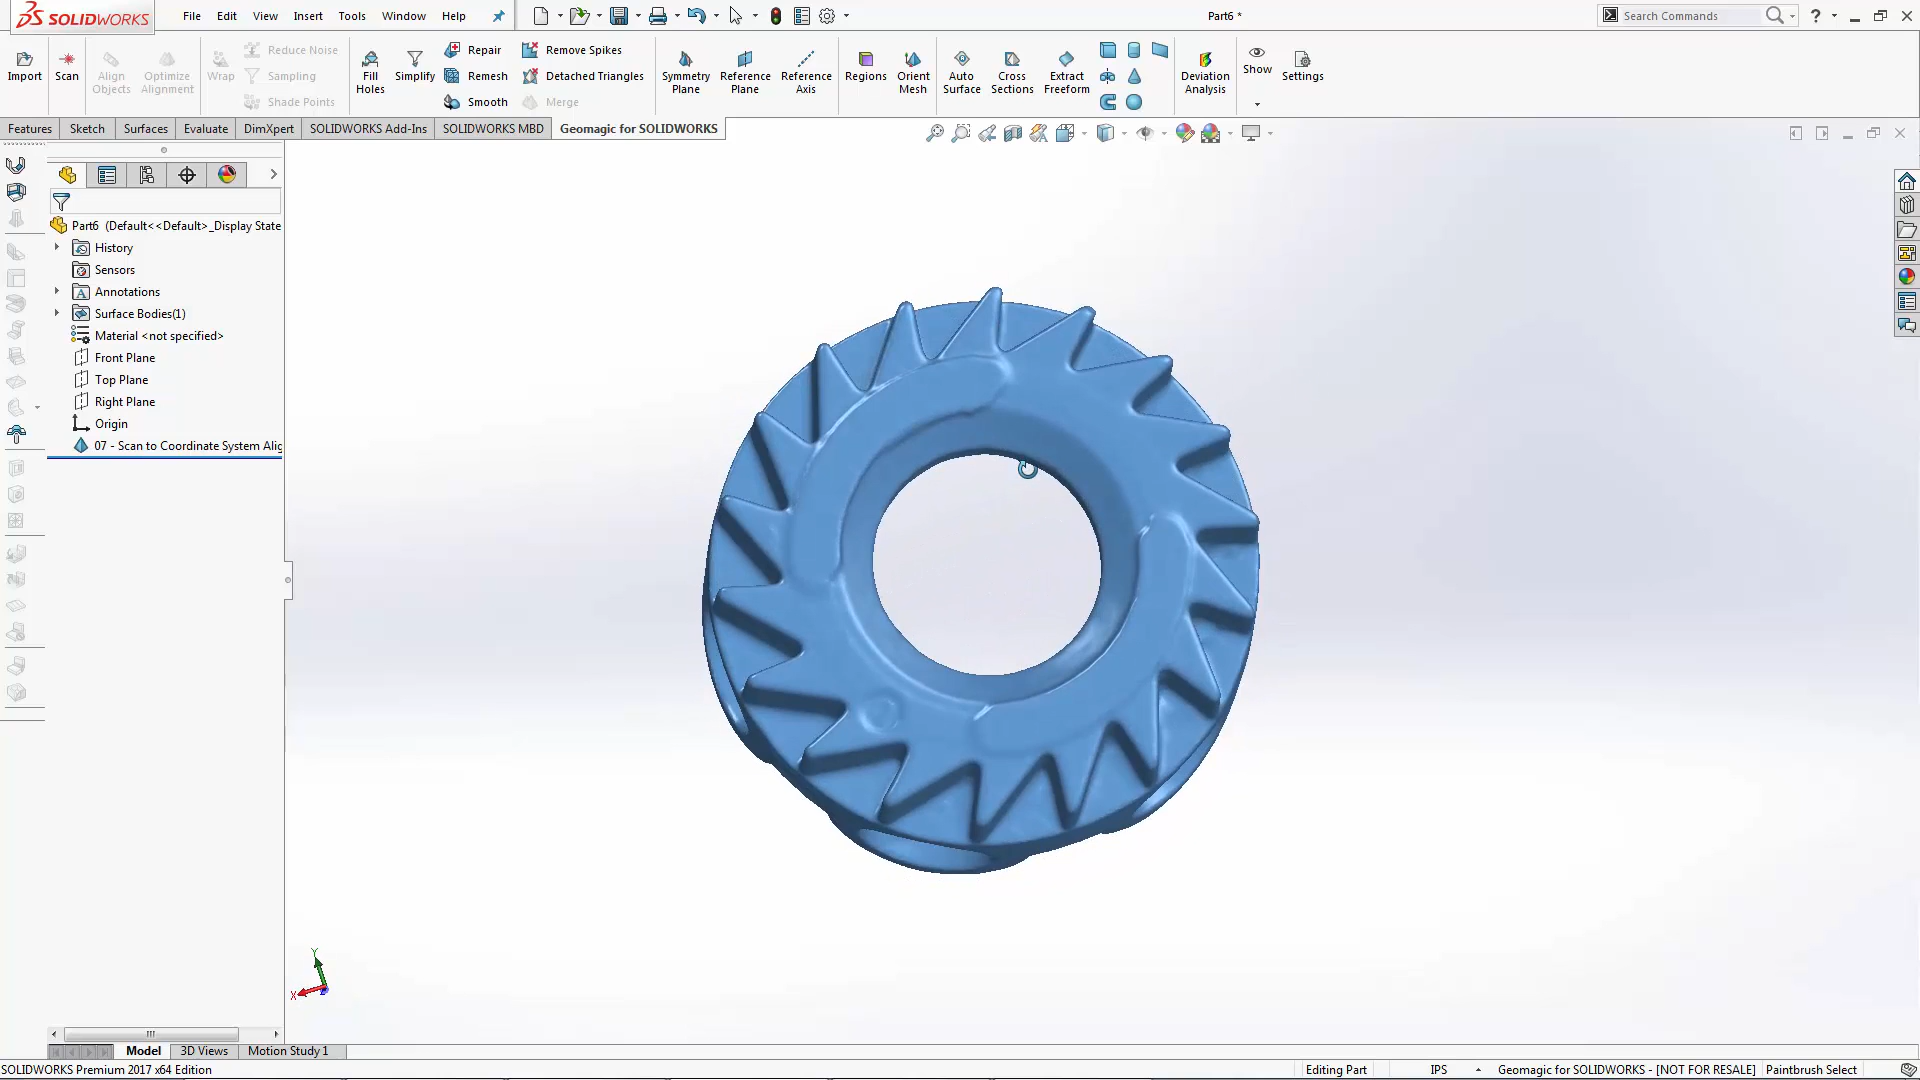 SOLIDWORKS
File Edit View Insert Tools Window Help
Part6 *
Search Commands
?
Import
Scan
Align Objects
Optimize Alignment
Wrap
Reduce Noise
Sampling
Shade Points
Fill Holes
Simplify
Repair
Remesh
Smooth
Remove Spikes
Detached Triangles
Merge
Symmetry Plane
Reference Plane
Reference Axis
Regions
Orient Mesh
Auto Surface
Cross Sections
Extract Freeform
Deviation Analysis
Show
Settings
Features Sketch Surfaces Evaluate DimXpert SOLIDWORKS Add-Ins SOLIDWORKS MBD Geomagic for SOLIDWORKS
Part6 (Default<<Default>_Display State
History
Sensors
Annotations
Surface Bodies(1)
Material <not specified>
Front Plane
Top Plane
Right Plane
Origin
07 - Scan to Coordinate System Alig
Y
X
Model 3D Views Motion Study 1
SOLIDWORKS Premium 2017 x64 Edition
Editing Part IPS Geomagic for SOLIDWORKS - [NOT FOR RESALE] Paintbrush Select